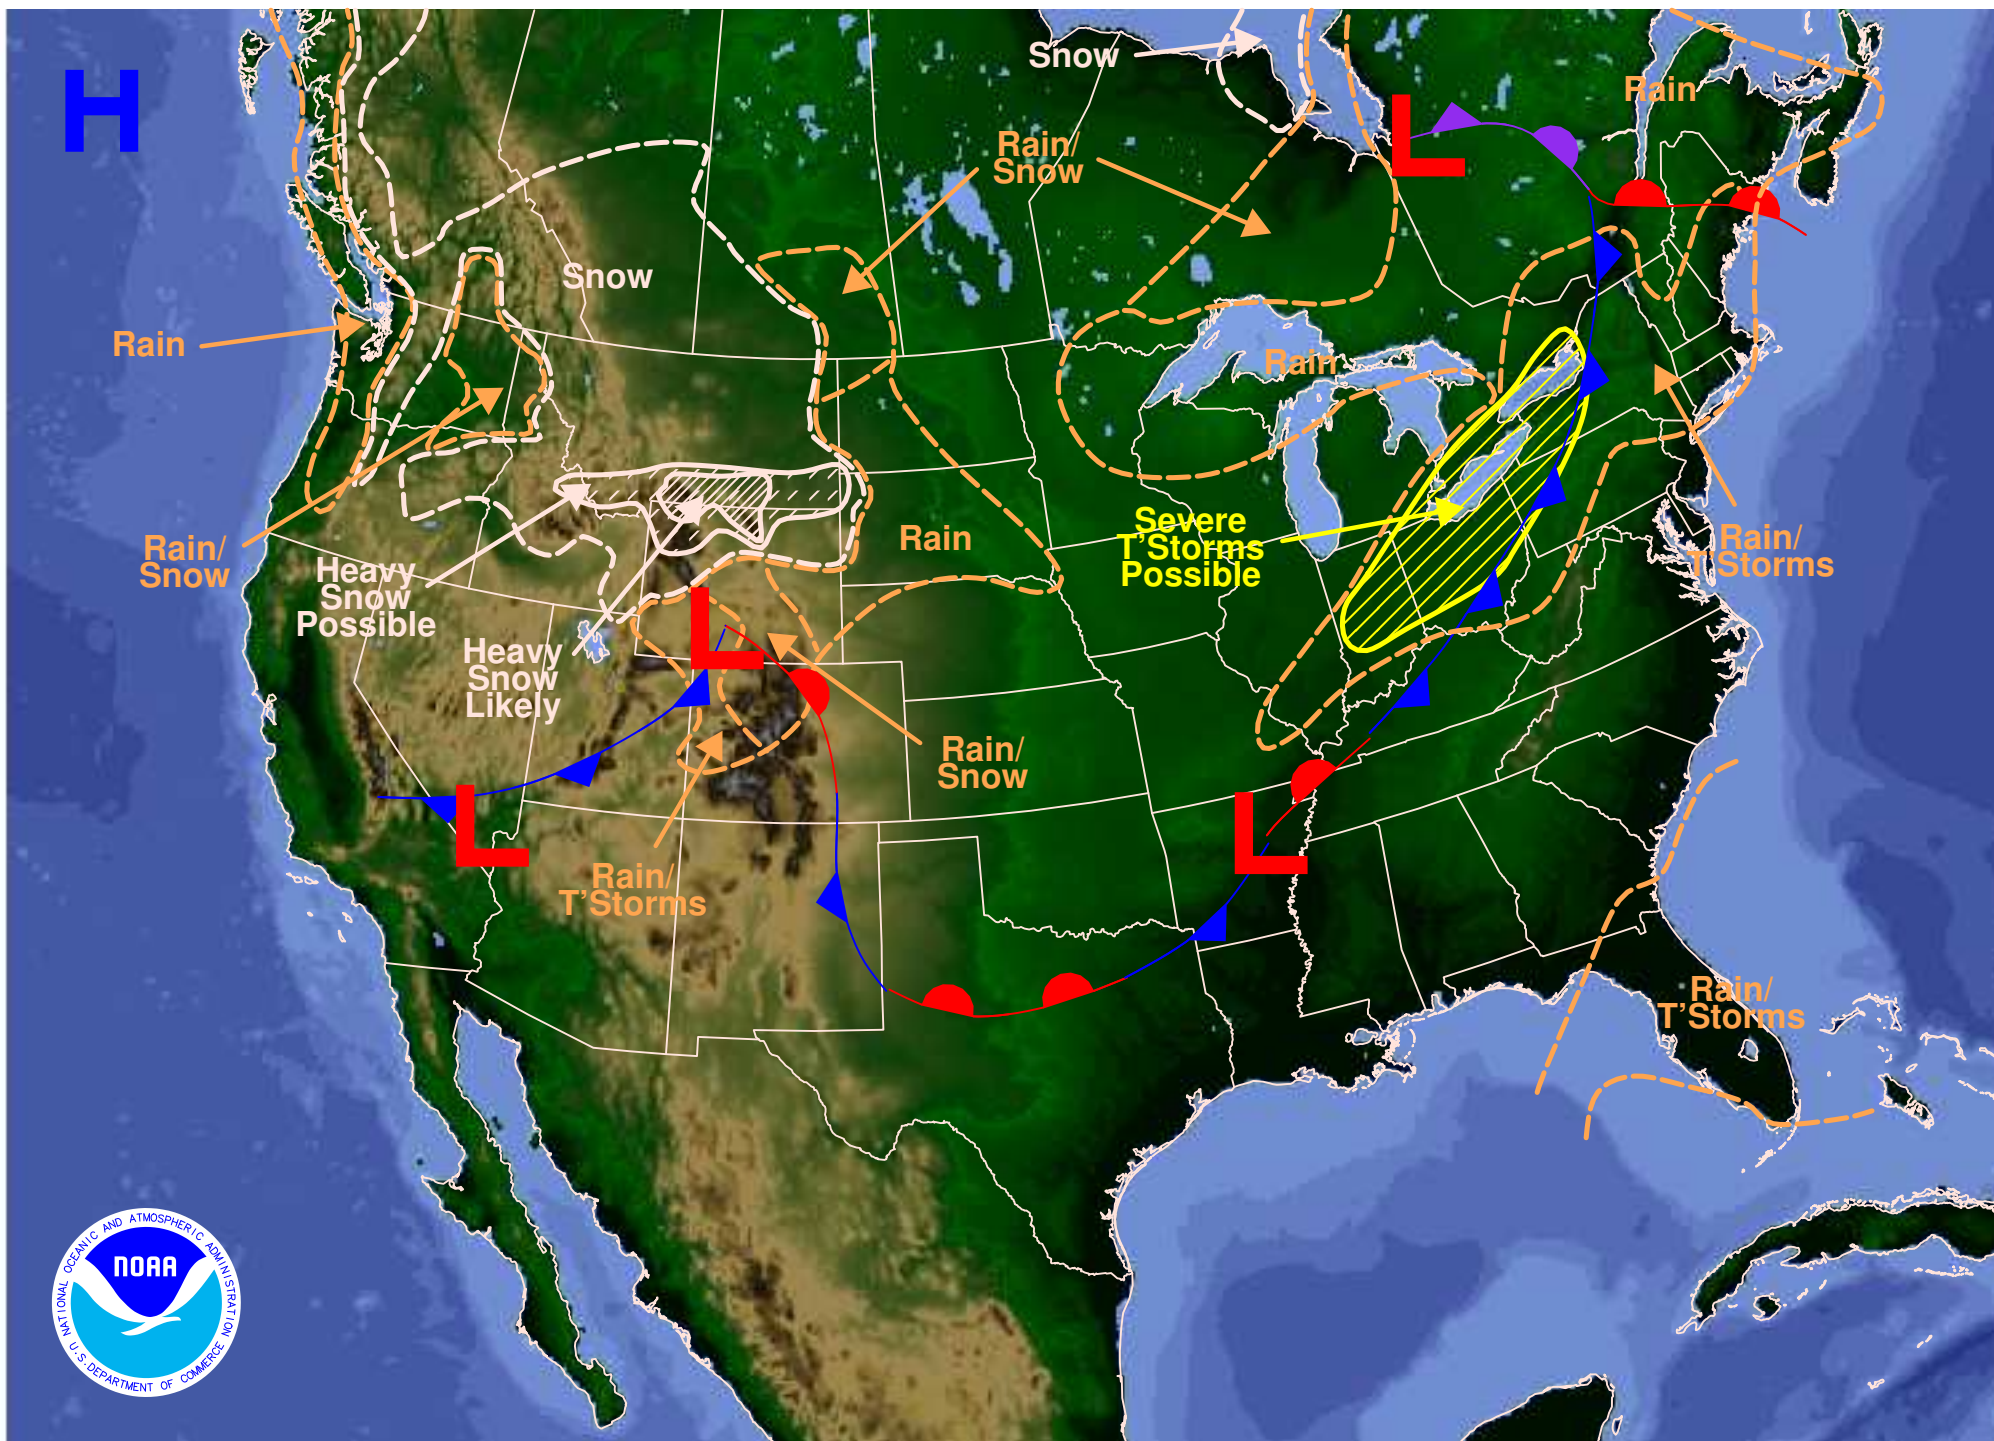 H
Snow
L
Rain
Rain/
Snow
Snow
Rain
Rain
Rain/
Snow
Heavy
Snow
Possible
Rain
Severe
T'Storms
Possible
Rain/
T'Storms
Heavy
Snow
Likely
L
Rain/
Snow
L
L
Rain/
T'Storms
Rain/
T'Storms
NATIONAL OCEANIC AND ATMOSPHERIC ADMINISTRATION
NOAA
U.S. DEPARTMENT OF COMMERCE